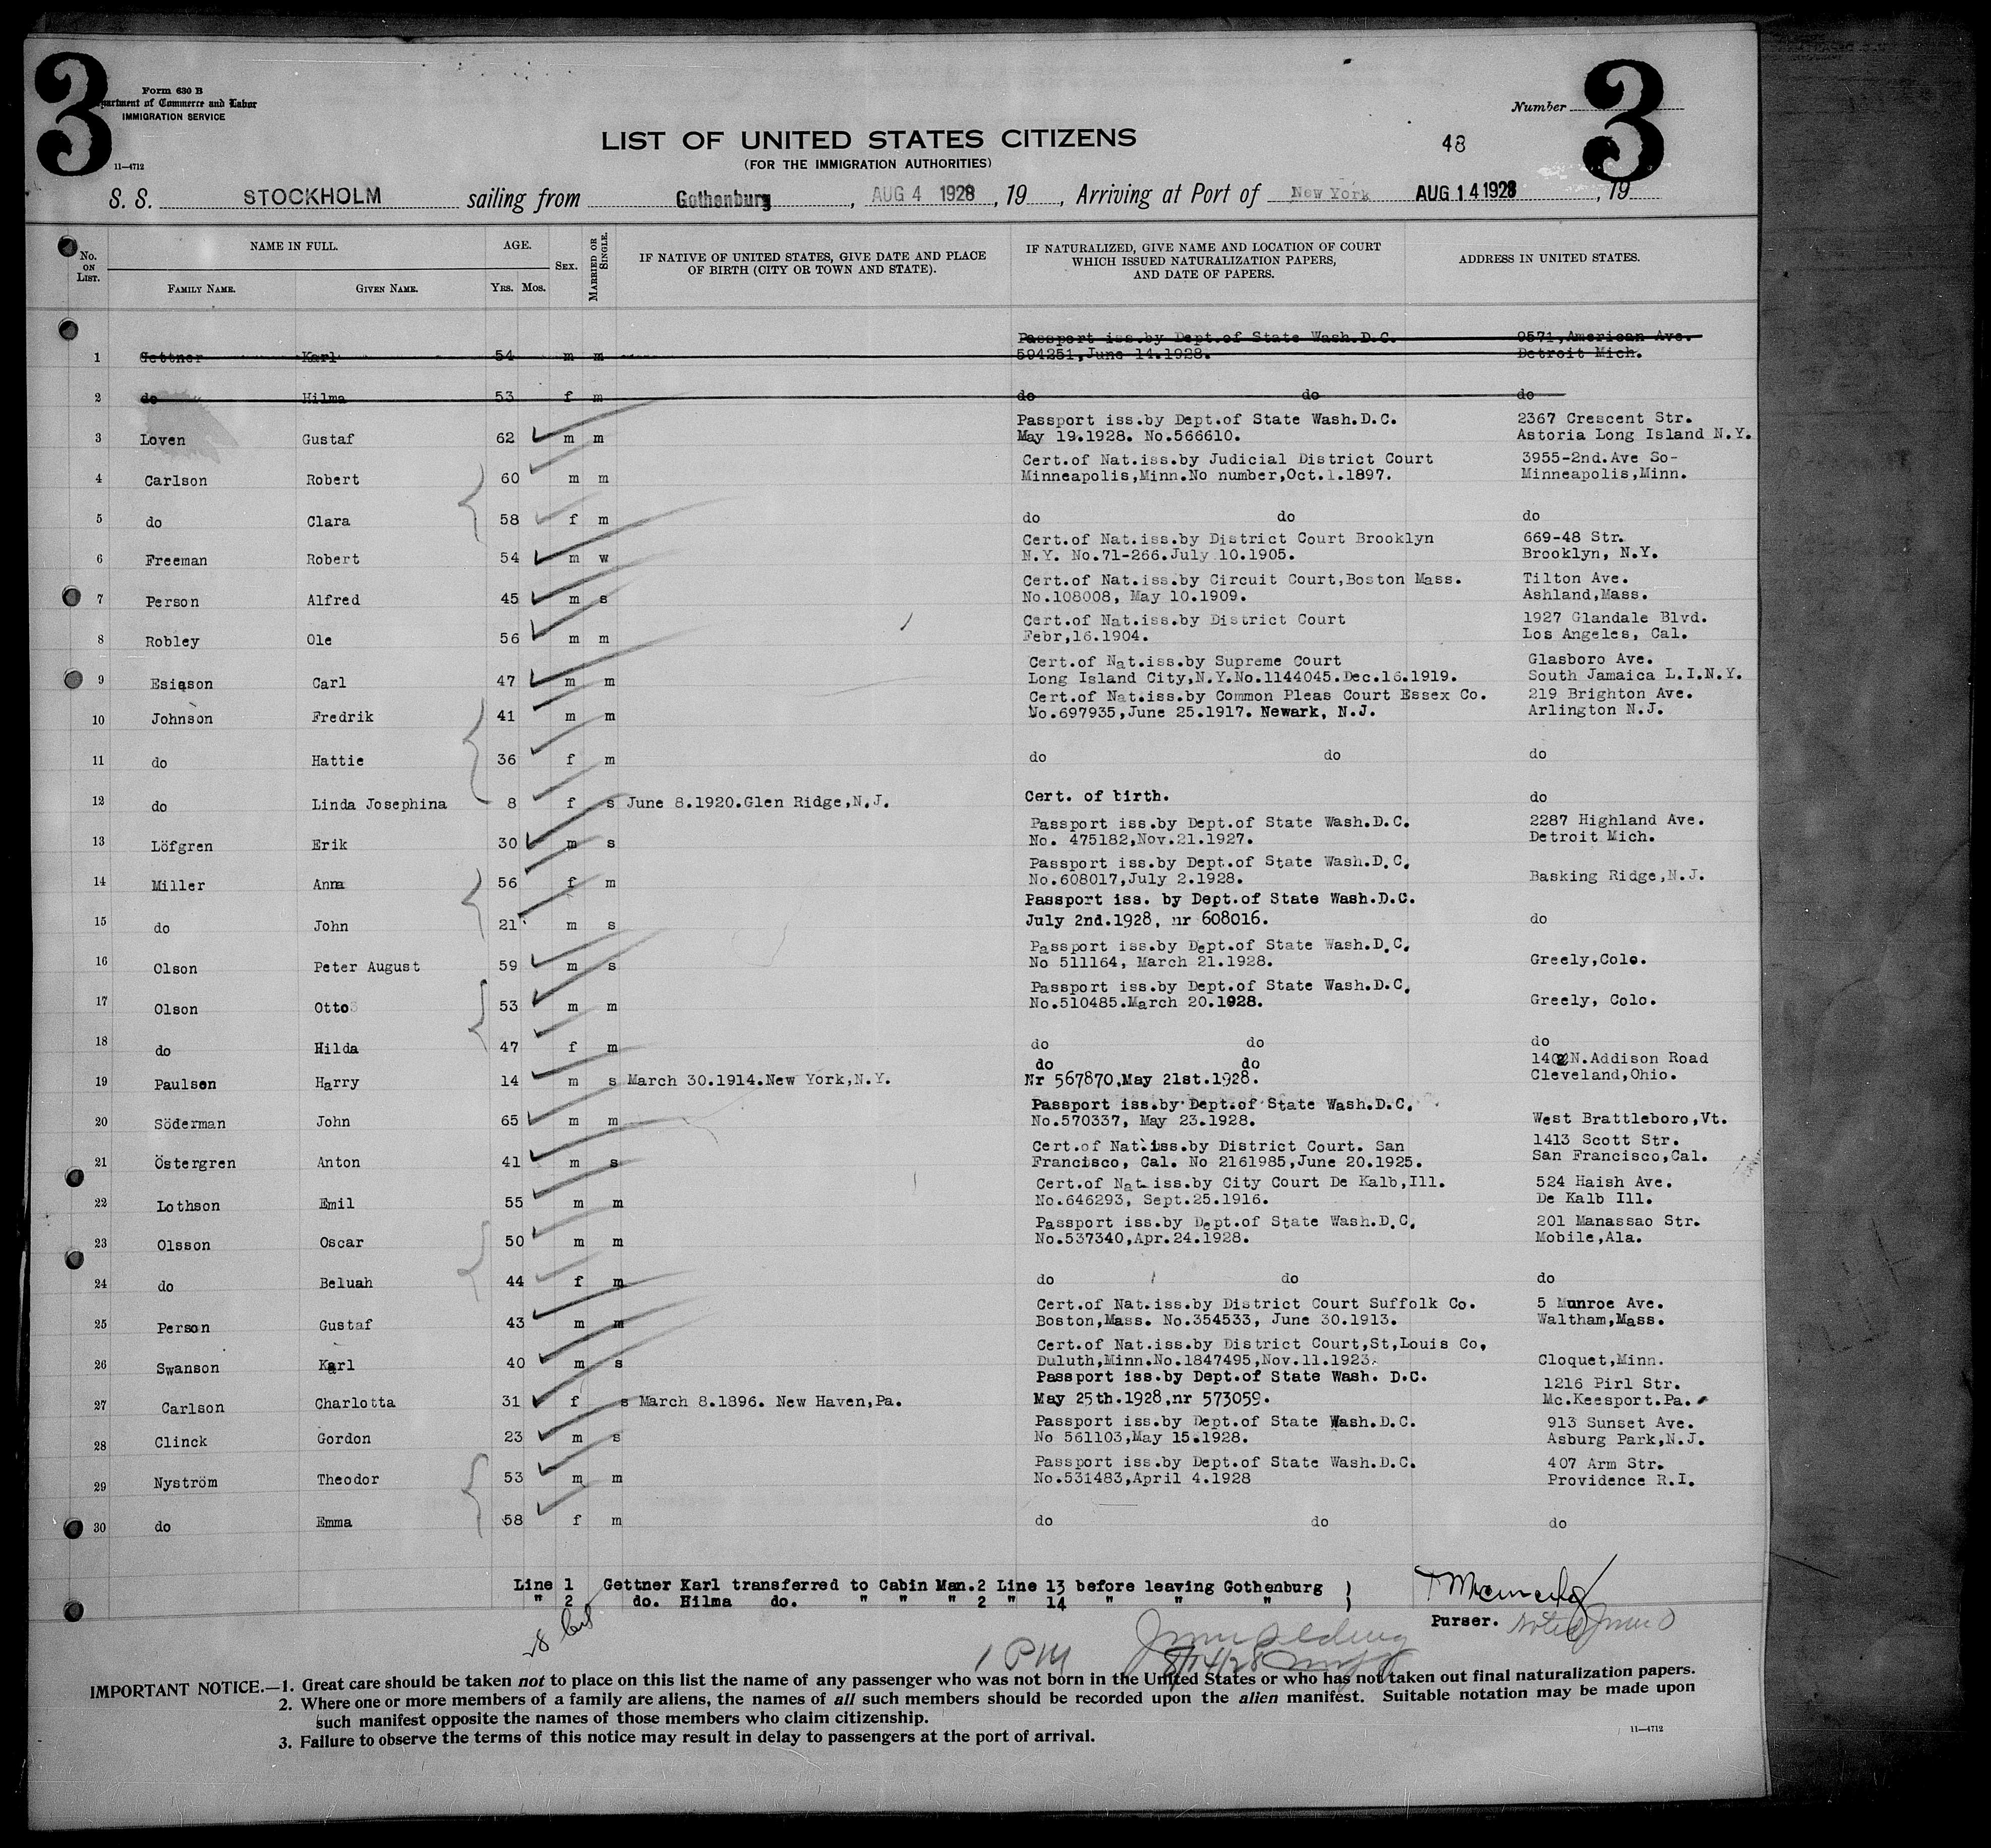 3
Form 630 B
Department of Commerce and Labor
IMMIGRATION SERVICE
11—4712
Number
3
LIST OF UNITED STATES CITIZENS
(FOR THE IMMIGRATION AUTHORITIES)
48
S. S. STOCKHOLM sailing from Gothenburg, AUG 4 1928, 19 , Arriving at Port of New York AUG 14 1928, 19
No. ON LIST.
NAME IN FULL.
FAMILY NAME.
GIVEN NAME.
AGE.
YRS. MOS.
SEX.
MARRIED OR SINGLE.
IF NATIVE OF UNITED STATES, GIVE DATE AND PLACE
OF BIRTH (CITY OR TOWN AND STATE).
IF NATURALIZED, GIVE NAME AND LOCATION OF COURT
WHICH ISSUED NATURALIZATION PAPERS,
AND DATE OF PAPERS.
ADDRESS IN UNITED STATES.
Passport iss.by Dept.of State Wash.D.C. 9571,American Ave.
1 Gettner Karl 54 m m 594251,June 14.1928. Detroit Mich.
2 do Hilma 53 f m do do do
Passport iss.by Dept.of State Wash.D.C. 2367 Crescent Str.
3 Loven Gustaf 62 m m May 19.1928. No.566610. Astoria Long Island N.Y.
Cert.of Nat.iss.by Judicial District Court 3955-2nd.Ave So-
4 Carlson Robert 60 m m Minneapolis,Minn.No number,Oct.1.1897. Minneapolis,Minn.
5 do Clara 58 f m do do do
Cert.of Nat.iss.by District Court Brooklyn 669-48 Str.
6 Freeman Robert 54 m w N.Y. No.71-266.July 10.1905. Brooklyn, N.Y.
Cert.of Nat.iss.by Circuit Court,Boston Mass. Tilton Ave.
7 Person Alfred 45 m s No.108008, May 10.1909. Ashland,Mass.
Cert.of Nat.iss.by District Court 1927 Glandale Blvd.
8 Robley Ole 56 m m Febr,16.1904. Los Angeles, Cal.
Cert.of Nat.iss.by Supreme Court Glasboro Ave.
9 Esiason Carl 47 m m Long Island City,N.Y.No.1144045.Dec.16.1919. South Jamaica L.I.N.Y.
Cert.of Nat.iss.by Common Pleas Court Essex Co. 219 Brighton Ave.
10 Johnson Fredrik 41 m m No.697935,June 25.1917. Newark, N.J. Arlington N.J.
11 do Hattie 36 f m do do do
12 do Linda Josephina 8 f s June 8.1920.Glen Ridge,N.J. Cert. of birth. do
Passport iss.by Dept.of State Wash.D.C. 2287 Highland Ave.
13 Löfgren Erik 30 m s No. 475182,Nov.21.1927. Detroit Mich.
Passport iss.by Dept.of State Wash.D.C.
14 Miller Anna 56 f m No.608017,July 2.1928. Basking Ridge,N.J.
Passport iss. by Dept.of State Wash.D.C.
15 do John 21 m s July 2nd.1928, nr 608016. do
Passport iss.by Dept.of State Wash.D.C.
16 Olson Peter August 59 m s No 511164, March 21.1928. Greely,Colo.
Passport iss.by Dept.of State Wash.D.C.
17 Olson Otto 53 m m No.510485.March 20.1928. Greely, Colo.
18 do Hilda 47 f m do do do
do do 1402 N.Addison Road
19 Paulsen Harry 14 m s March 30.1914.New York,N.Y. Nr 567870,May 21st.1928. Cleveland,Ohio.
Passport iss.by Dept.of State Wash.D.C.
20 Söderman John 65 m m No.570337, May 23.1928. West Brattleboro,Vt.
Cert.of Nat.iss.by District Court. San 1413 Scott Str.
21 Östergren Anton 41 m s Francisco, Cal. No 2161985,June 20.1925. San Francisco,Cal.
Cert.of Nat iss.by City Court De Kalb,Ill. 524 Haish Ave.
22 Lothson Emil 55 m m No.646293, Sept.25.1916. De Kalb Ill.
Passport iss.by Dept.of State Wash.D.C. 201 Manassao Str.
23 Olsson Oscar 50 m m No.537340,Apr.24.1928. Mobile,Ala.
24 do Beluah 44 f m do do do
Cert.of Nat.iss.by District Court Suffolk Co. 5 Munroe Ave.
25 Person Gustaf 43 m m Boston,Mass. No.354533, June 30.1913. Waltham,Mass.
Cert.of Nat.iss.by District Court,St,Louis Co,
26 Swanson Karl 40 m s Duluth,Minn.No.1847495,Nov.11.1923. Cloquet,Minn.
Passport iss.by Dept.of State Wash. D.C. 1216 Pirl Str.
27 Carlson Charlotta 31 f s March 8.1896. New Haven,Pa. May 25th.1928,nr 573059. Mc.Keesport.Pa.
Passport iss.by Dept.of State Wash.D.C. 913 Sunset Ave.
28 Clinck Gordon 23 m s No 561103,May 15.1928. Asburg Park,N.J.
Passport iss.by Dept.of State Wash.D.C. 407 Arm Str.
29 Nyström Theodor 53 m m No.531483,April 4.1928 Providence R.I.
30 do Emma 58 f m do do do
Line 1 Gettner Karl transferred to Cabin Man.2 Line 13 before leaving Gothenburg )
" 2 do. Hilma do. " " " 2 " 14 " " " )
Purser.
Noted
1 PM
8/14/28
IMPORTANT NOTICE.—1. Great care should be taken not to place on this list the name of any passenger who was not born in the United States or who has not taken out final naturalization papers.
2. Where one or more members of a family are aliens, the names of all such members should be recorded upon the alien manifest. Suitable notation may be made upon
such manifest opposite the names of those members who claim citizenship.
3. Failure to observe the terms of this notice may result in delay to passengers at the port of arrival.
11—4712